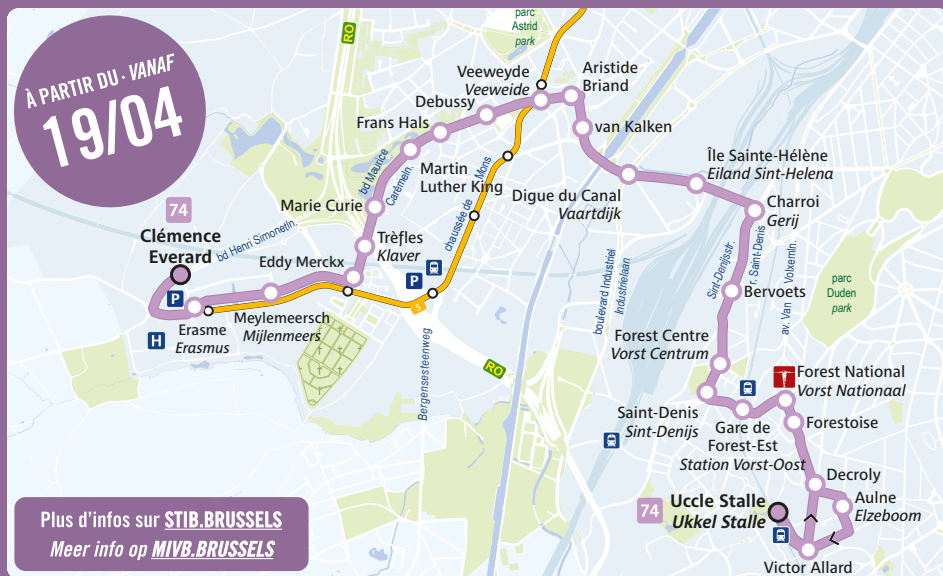 À PARTIR DU · VANAF
19/04
RO
parc
Astrid
park
Veeweyde
Veeweide
Aristide
Briand
Debussy
Frans Hals
van Kalken
bd Maurice
Carêmeln.
Martin
Luther King
chaussée de Mons
Île Sainte-Hélène
Eiland Sint-Helena
Digue du Canal
Vaartdijk
Charroi
Gerij
74
Clémence
Everard
Marie Curie
bd Henri Simonetln.
Trèfles
Klaver
Eddy Merckx
P
P
5
Erasme
Erasmus
Meylemeersch
Mijlenmeers
H
Bergensesteenweg
RO
boulevard Industriel
Industrielaan
Sint-Denijsstr.
r. Saint-Denis
av. Van Volxemln.
Bervoets
parc
Duden
park
Forest Centre
Vorst Centrum
Forest National
Vorst Nationaal
Saint-Denis
Sint-Denijs
Gare de
Forest-Est
Station Vorst-Oost
Forestoise
Decroly
Aulne
Elzeboom
74
Uccle Stalle
Ukkel Stalle
Victor Allard
Plus d'infos sur STIB.BRUSSELS
Meer info op MIVB.BRUSSELS